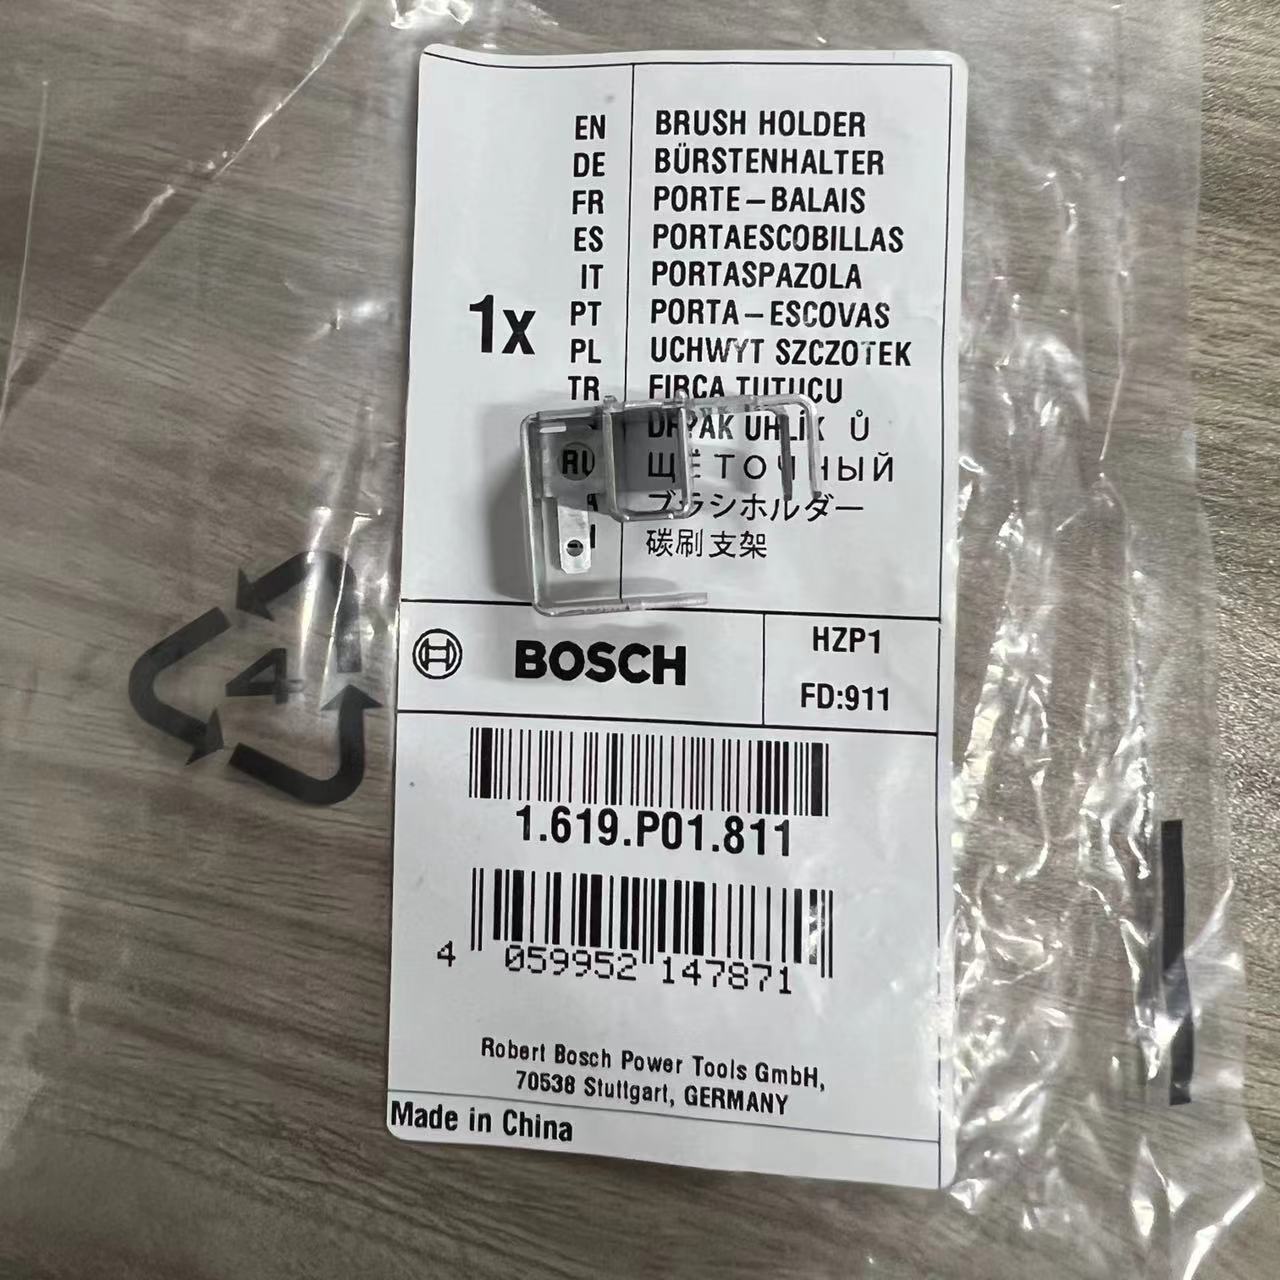 EN BRUSH HOLDER
DE BÜRSTENHALTER
FR PORTE-BALAIS
ES PORTAESCOBILLAS
IT PORTASPAZOLA
1x
PT PORTA-ESCOVAS
PL UCHWYT SZCZOTEK
TR FIRÇA TUTUCU
UHLÍK Ů
ЩЕТОЧНЫЙ
ブラシホルダー
碳刷支架
BOSCH
HZP1
FD:911
1.619.P01.811
4 059952 147871
Robert Bosch Power Tools GmbH,
70538 Stuttgart, GERMANY
Made in China
4